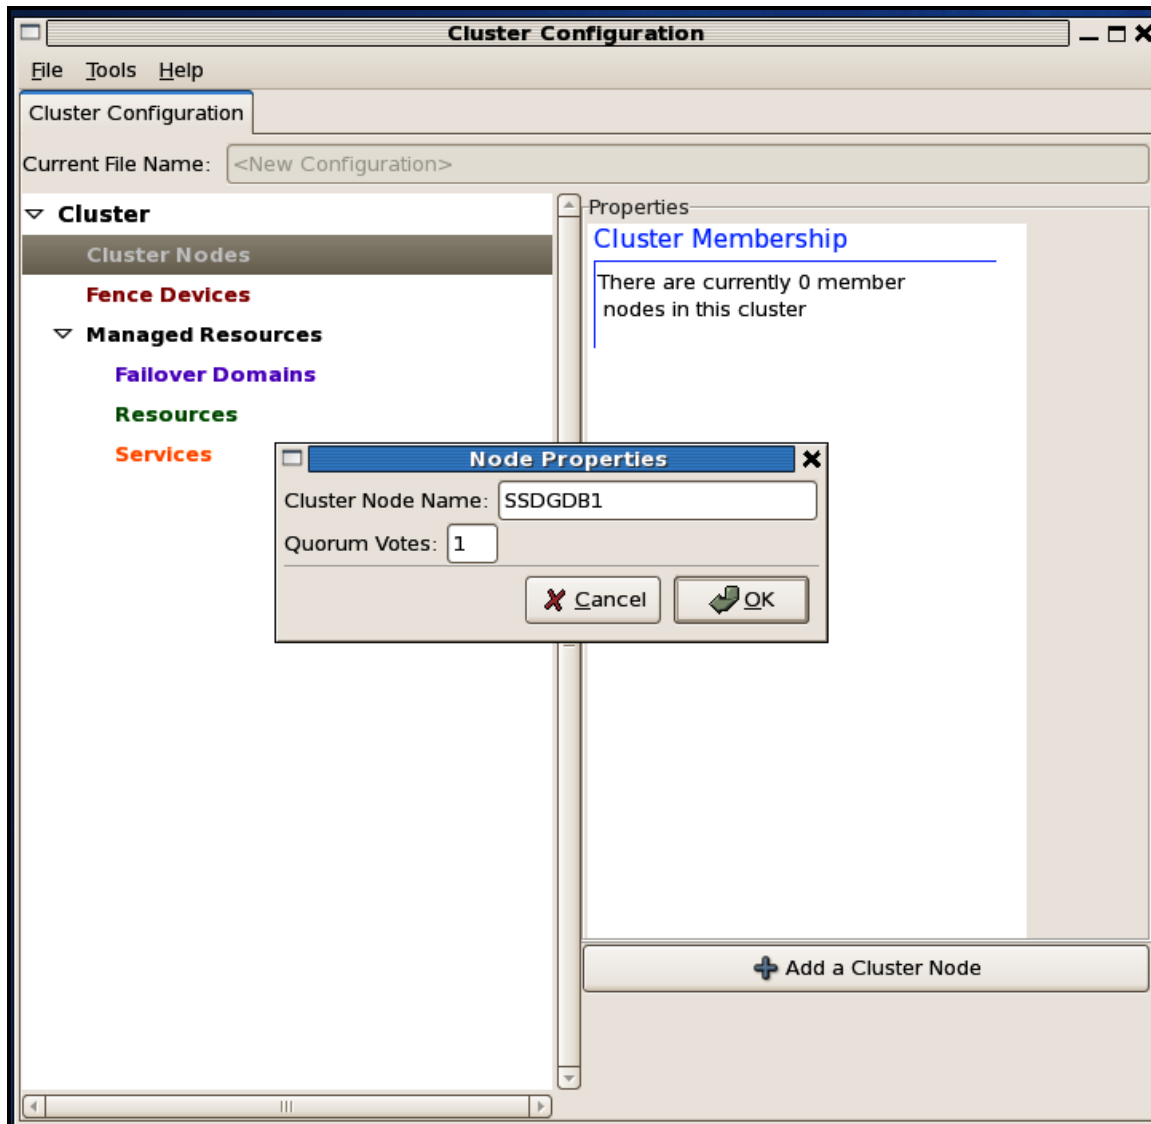 Cluster Configuration
File Tools Help
Cluster Configuration
Current File Name: <New Configuration>
Cluster
Cluster Nodes
Fence Devices
Managed Resources
Failover Domains
Resources
Services
Properties
Cluster Membership
There are currently 0 member
nodes in this cluster
Node Properties
Cluster Node Name: SSDGDB1
Quorum Votes: 1
Cancel OK
Add a Cluster Node